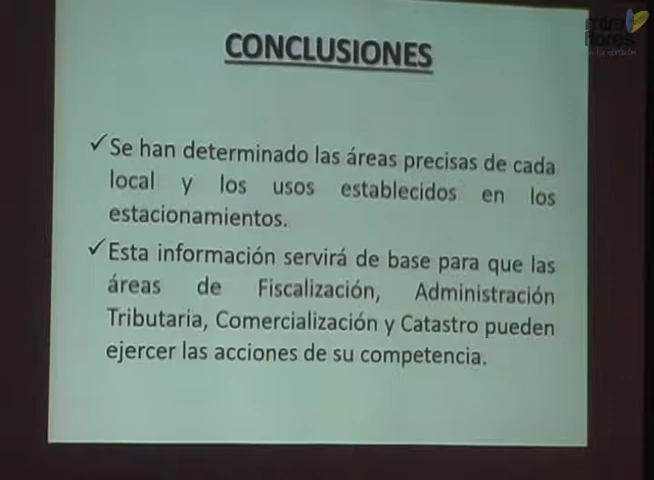 miraflores
CONCLUSIONES
✓ Se han determinado las áreas precisas de cada
local y los usos establecidos en los
estacionamientos.
✓ Esta información servirá de base para que las
áreas de Fiscalización, Administración
Tributaria, Comercialización y Catastro pueden
ejercer las acciones de su competencia.